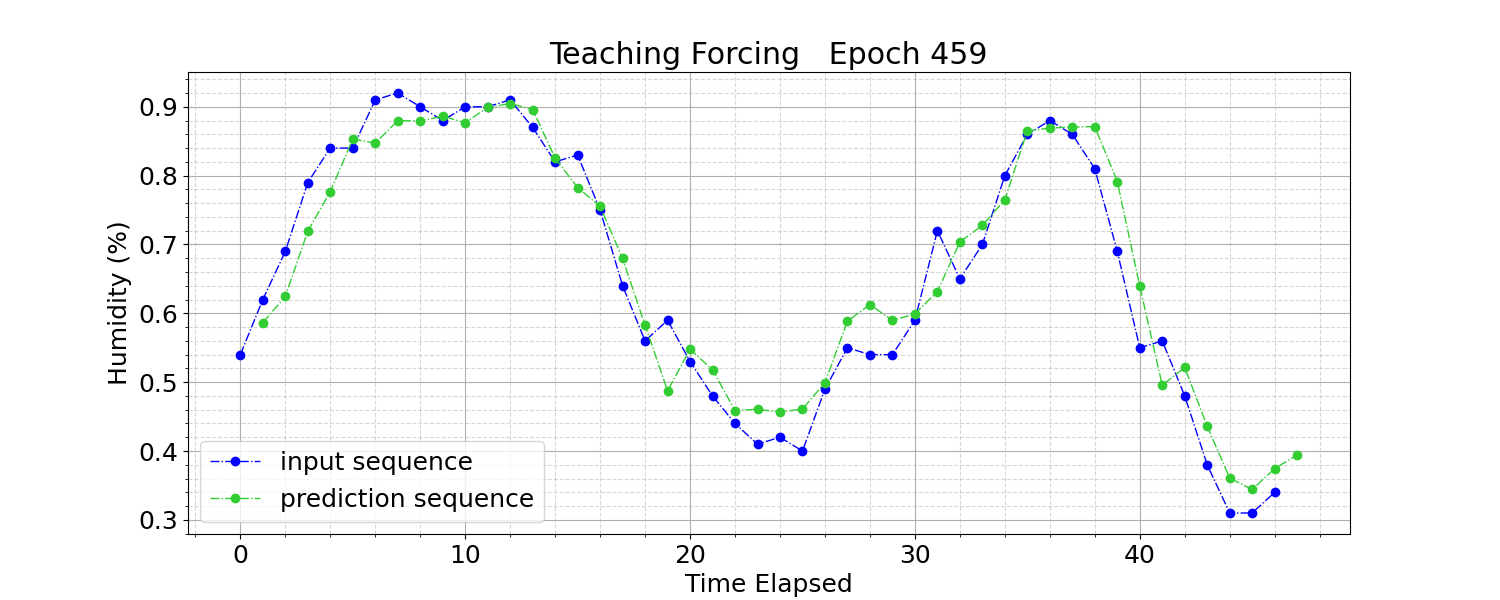 Teaching Forcing   Epoch 459
Humidity (%)
0.9
0.8
0.7
0.6
0.5
0.4
0.3
input sequence
prediction sequence
0 10 20 30 40
Time Elapsed